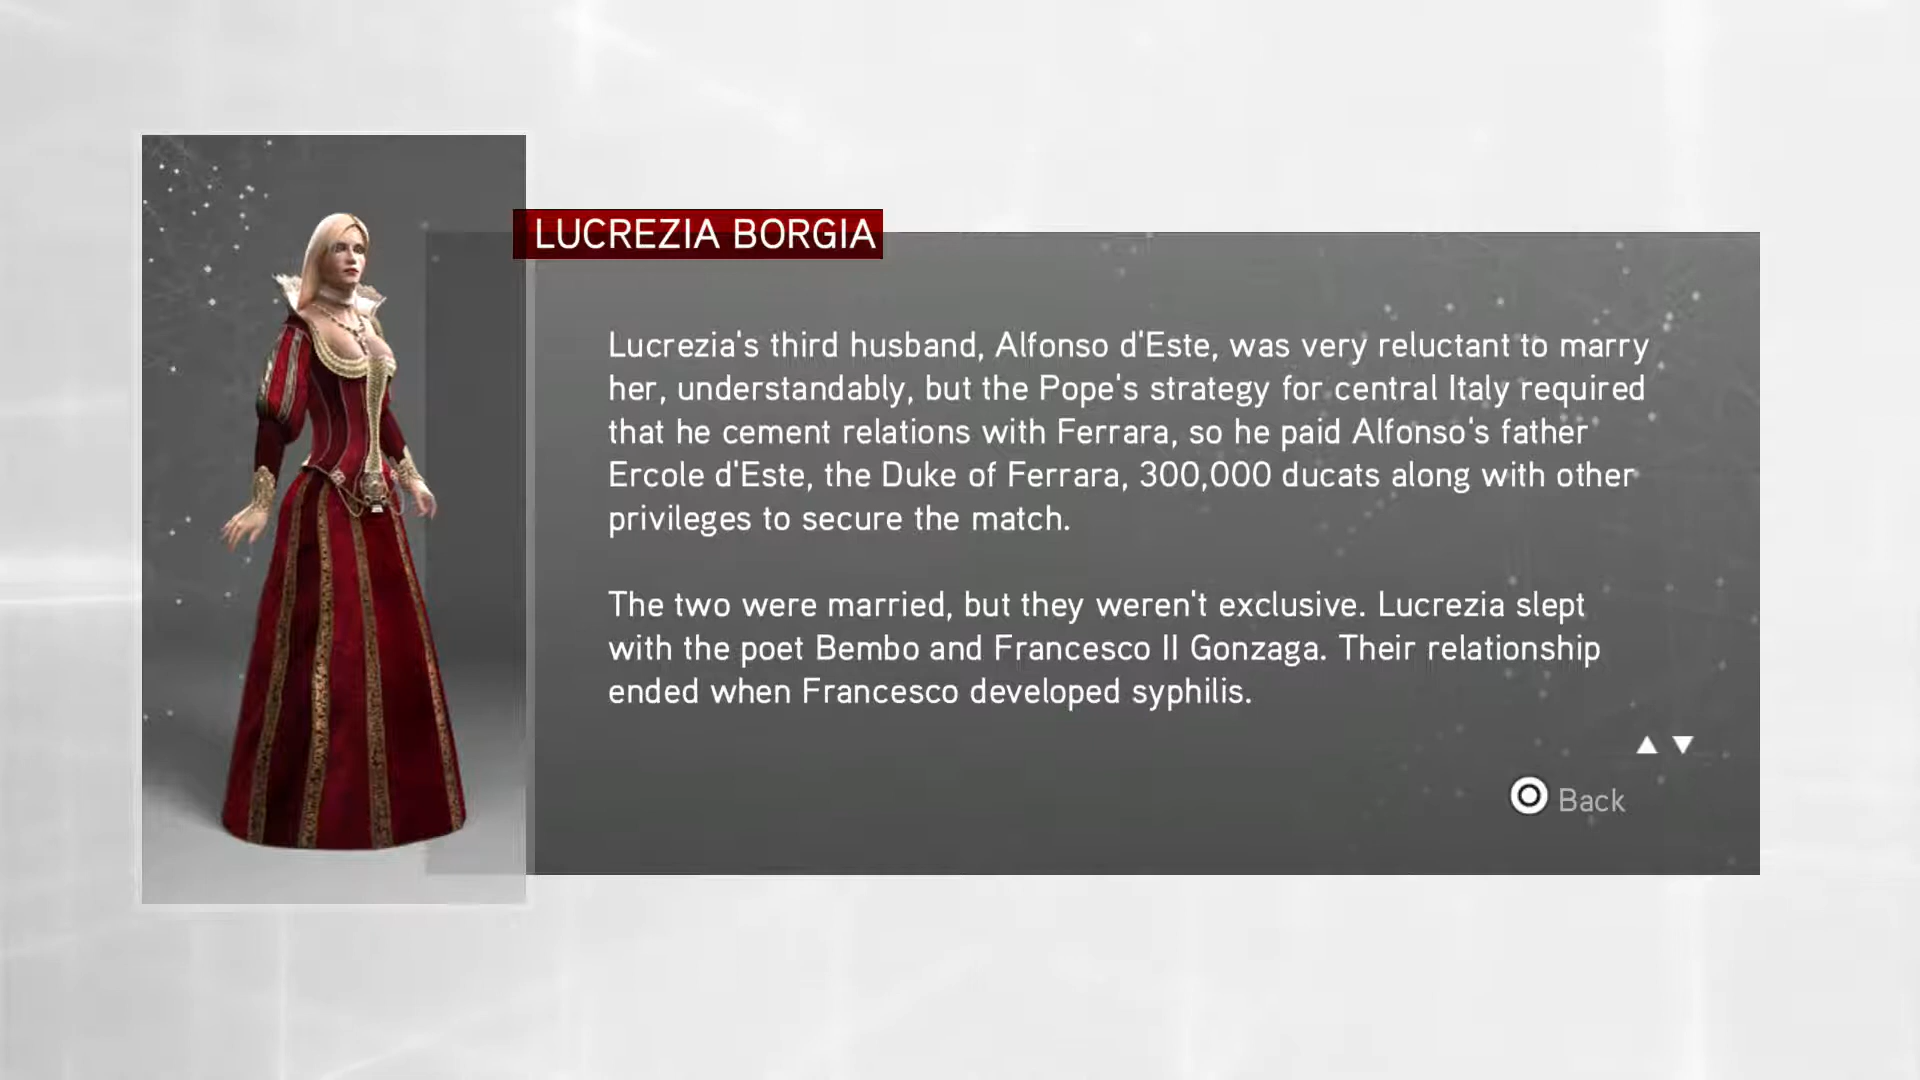 LUCREZIA BORGIA
Lucrezia's third husband, Alfonso d'Este, was very reluctant to marry
her, understandably, but the Pope's strategy for central Italy required
that he cement relations with Ferrara, so he paid Alfonso's father
Ercole d'Este, the Duke of Ferrara, 300,000 ducats along with other
privileges to secure the match.
The two were married, but they weren't exclusive. Lucrezia slept
with the poet Bembo and Francesco II Gonzaga. Their relationship
ended when Francesco developed syphilis.
Back